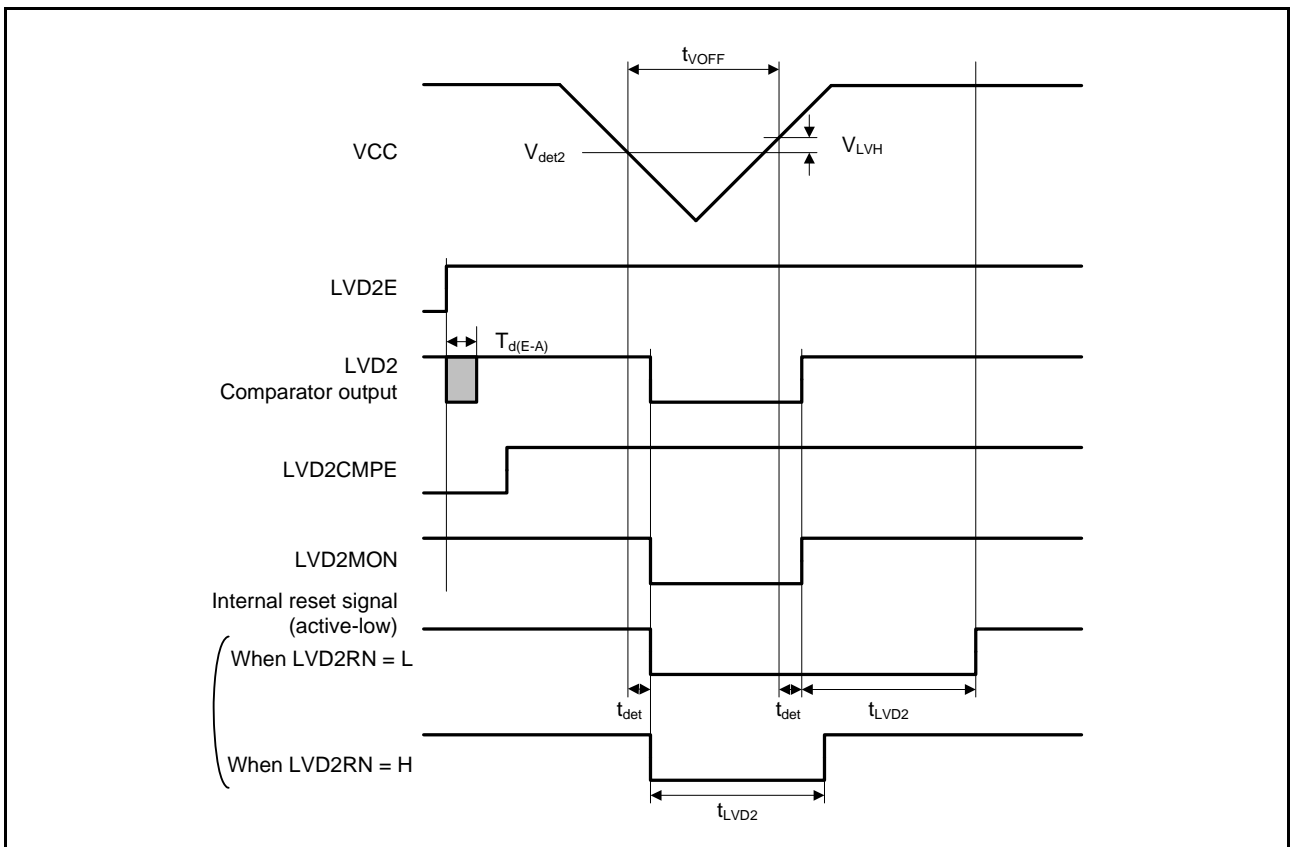 tVOFF
VCC
Vdet2
VLVH
LVD2E
Td(E-A)
LVD2
Comparator output
LVD2CMPE
LVD2MON
Internal reset signal
(active-low)
When LVD2RN = L
tdet
tdet
tLVD2
When LVD2RN = H
tLVD2